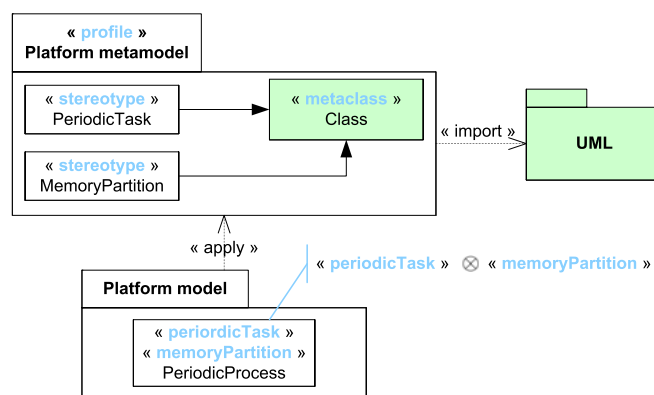 « profile »
Platform metamodel
« stereotype »
PeriodicTask
« metaclass »
Class
« stereotype »
MemoryPartition
« import »
UML
« apply »
« periodicTask » ⊗ « memoryPartition »
Platform model
« periordicTask »
« memoryPartition »
PeriodicProcess